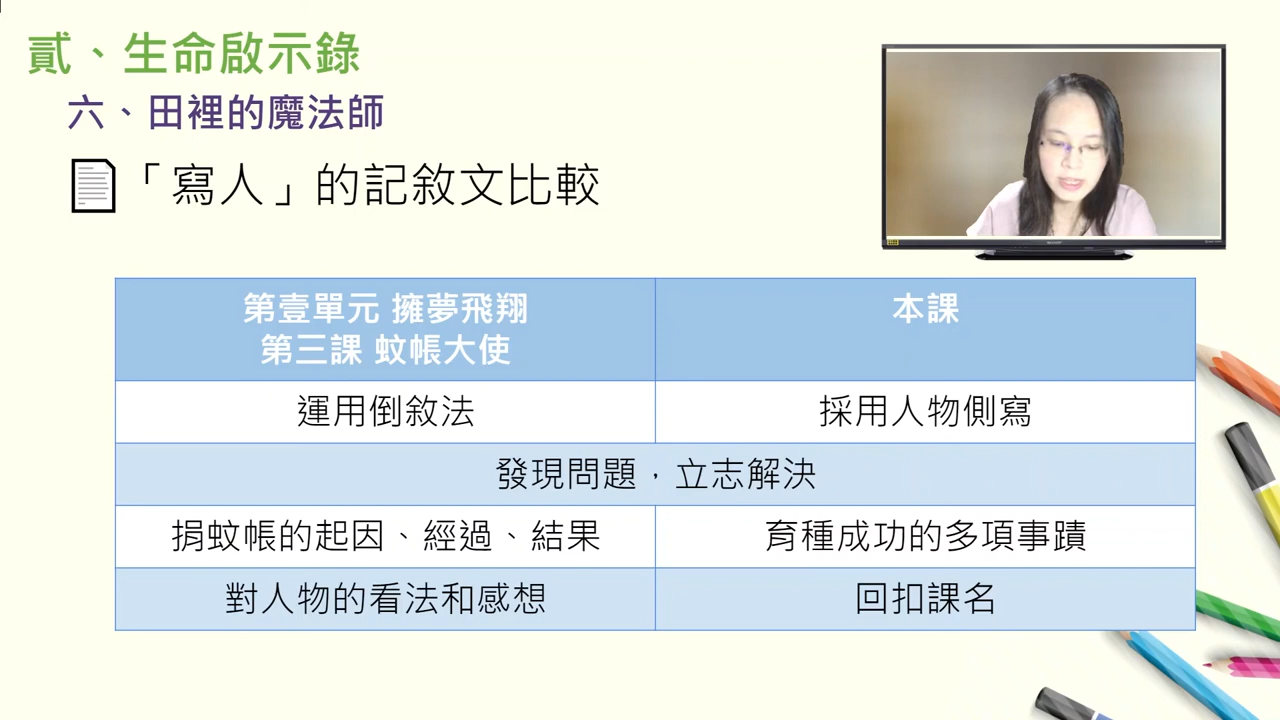 貳、生命啟示錄
六、田裡的魔法師
「寫人」的記敘文比較
第壹單元 擁夢飛翔
第三課 蚊帳大使
本課
運用倒敘法
採用人物側寫
發現問題，立志解決
捐蚊帳的起因、經過、結果
育種成功的多項事蹟
對人物的看法和感想
回扣課名